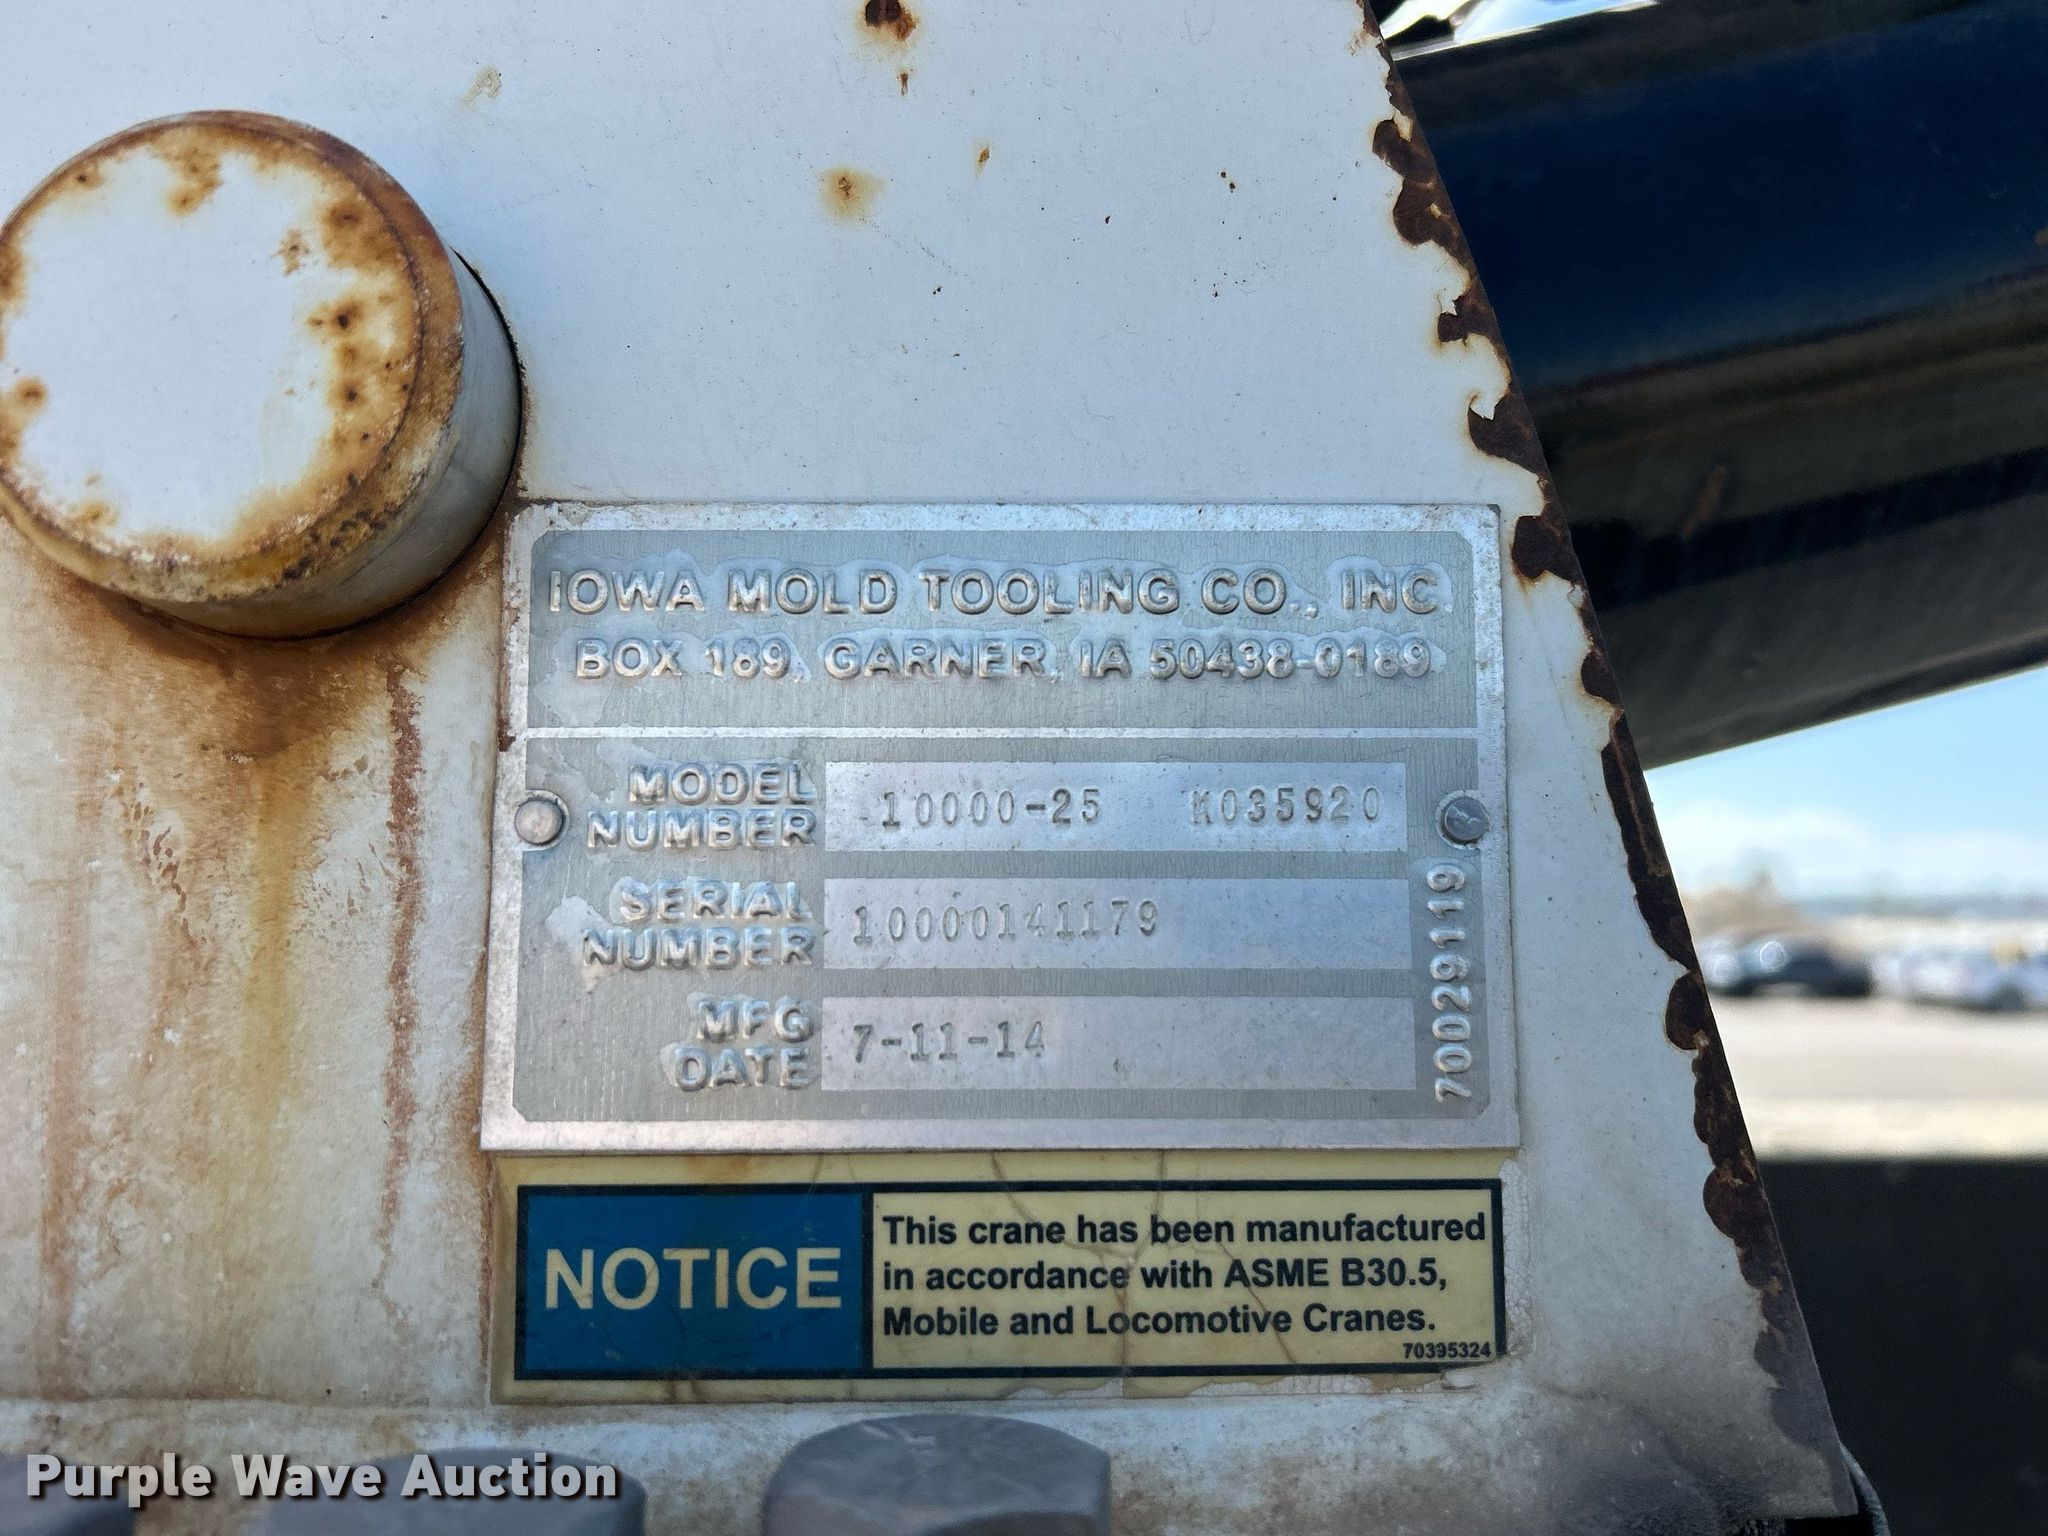 IOWA MOLD TOOLING CO., INC.
BOX 189, GARNER, IA 50438-0189
MODEL NUMBER 10000-25 M035920
SERIAL NUMBER 10000141179
MFG DATE 7-11-14
700291119
NOTICE
This crane has been manufactured
in accordance with ASME B30.5,
Mobile and Locomotive Cranes.
70395324
Purple Wave Auction